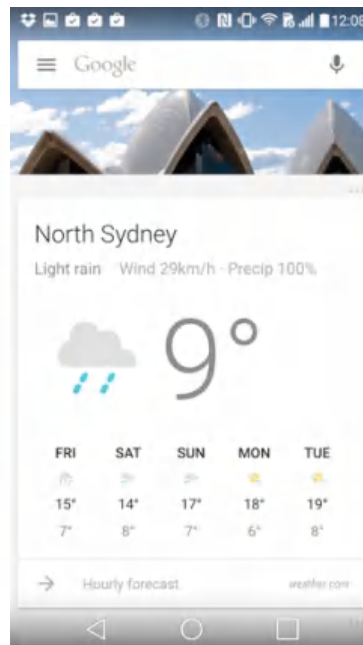 12:08
Google
North Sydney
Light rain Wind 29km/h · Precip 100%
9°
FRI SAT SUN MON TUE
15° 14° 17° 18° 19°
7° 8° 7° 6° 8°
Hourly forecast weather.com